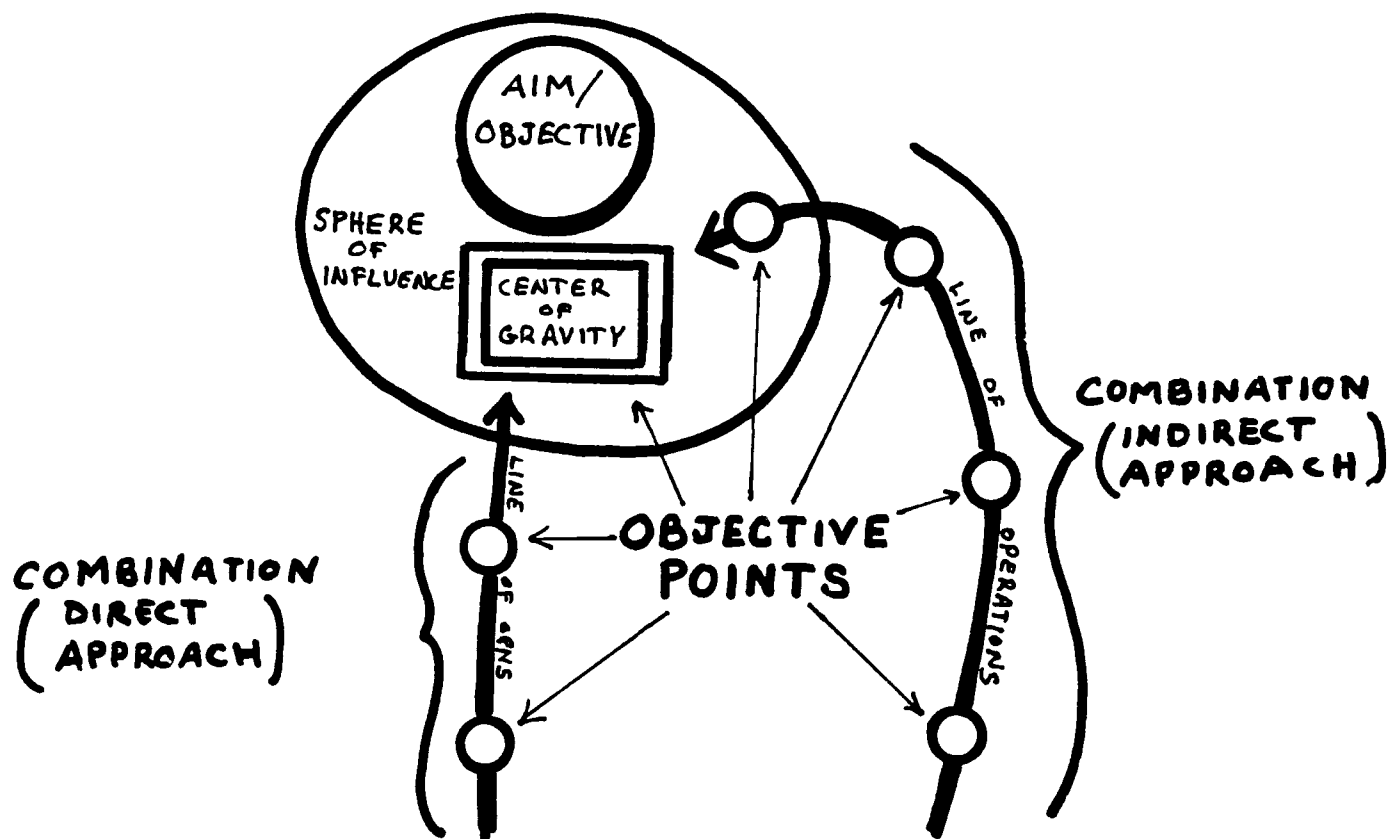 AIM/
OBJECTIVE
SPHERE
OF
INFLUENCE
CENTER
OF
GRAVITY
LINE OF OPERATIONS
COMBINATION
(INDIRECT
APPROACH)
LINE OF OPNS
OBJECTIVE
POINTS
COMBINATION
(DIRECT
APPROACH)